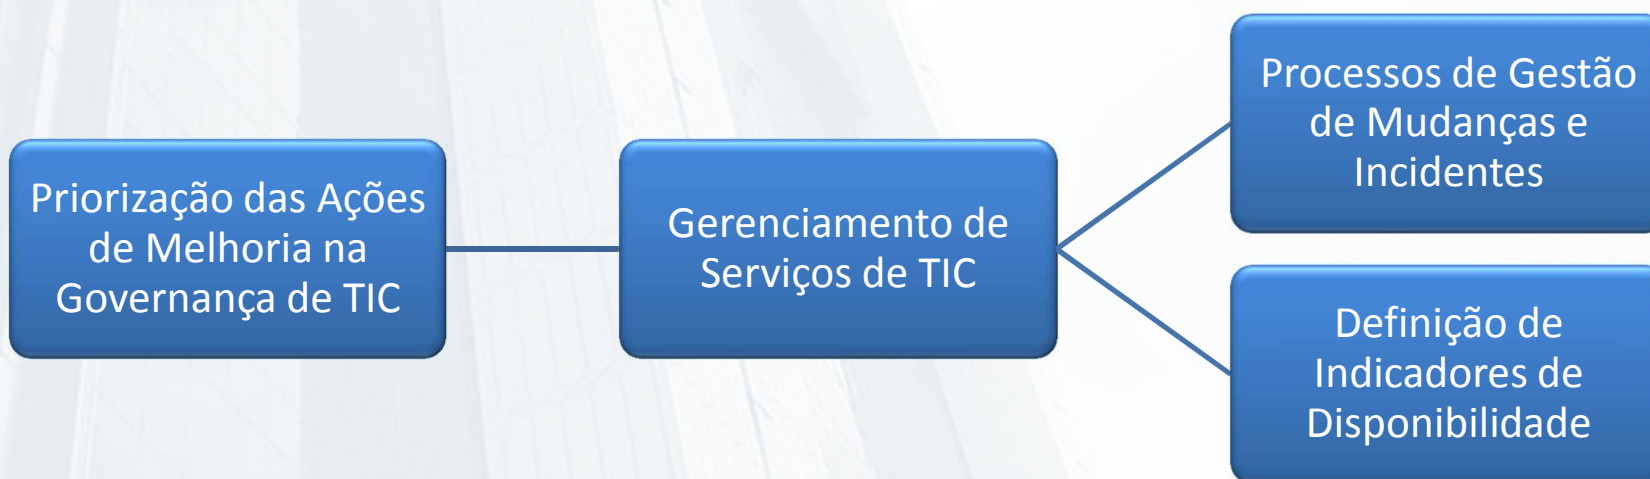 Priorização das Ações
de Melhoria na
Governança de TIC
Gerenciamento de
Serviços de TIC
Processos de Gestão
de Mudanças e
Incidentes
Definição de
Indicadores de
Disponibilidade